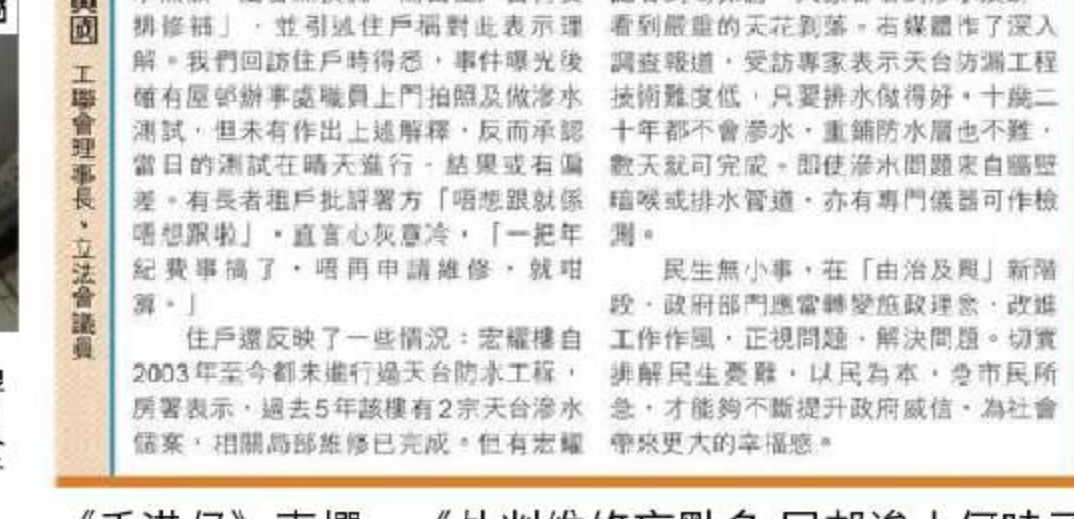 興國 工聯會理事長、立法會議員
排修補」，並引述住戶稱對此表示理
解。我們回訪住戶時得悉，事件曝光後
確有屋邨辦事處職員上門拍照及做滲水
測試，但未有作出上述解釋，反而承認
當日的測試在晴天進行，結果或有偏
差。有長者租戶批評署方「唔想跟就係
唔想跟啦」，直言心灰意冷，「一把年
紀費事搞了，唔再申請維修，就咁
算。」
住戶還反映了一些情況：宏耀樓自
2003年至今都未進行過天台防水工程，
房署表示，過去5年該樓有2宗天台滲水
個案，相關局部維修已完成。但有宏耀
看到嚴重的天花剝落。有媒體作了深入
調查報道，受訪專家表示天台防漏工程
技術難度低，只要排水做得好，十幾二
十年都不會滲水，重鋪防水層也不難，
數天就可完成。即使滲水問題來自牆壁
暗喉或排水管道，亦有專門儀器可作檢
測。
民生無小事，在「由治及興」新階
段，政府部門應當轉變施政理念，改進
工作作風，正視問題，解決問題。切實
排解民生憂難，以民為本，急市民所
急，才能夠不斷提升政府威信，為社會
帶來更大的幸福感。